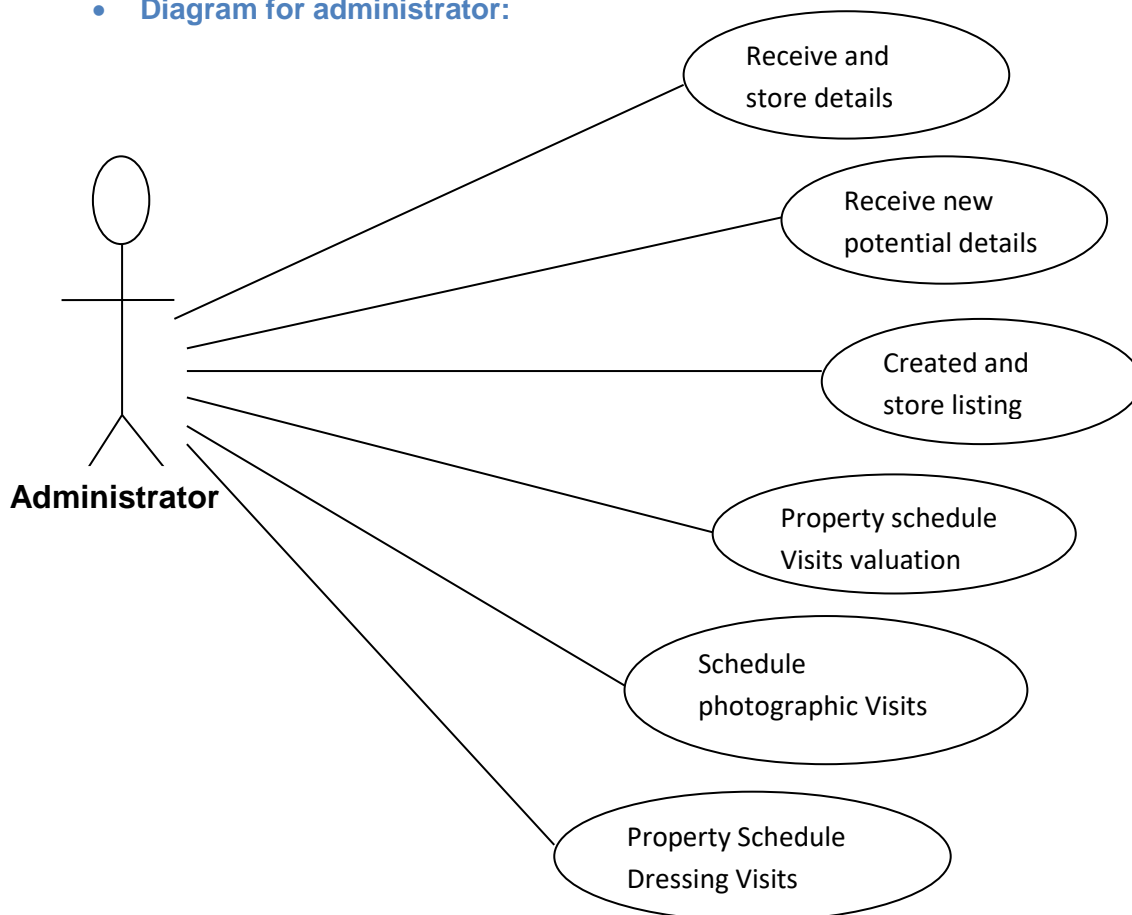 • Diagram for administrator:
Receive and
store details
Receive new
potential details
Created and
store listing
Administrator
Property schedule
Visits valuation
Schedule
photographic Visits
Property Schedule
Dressing Visits